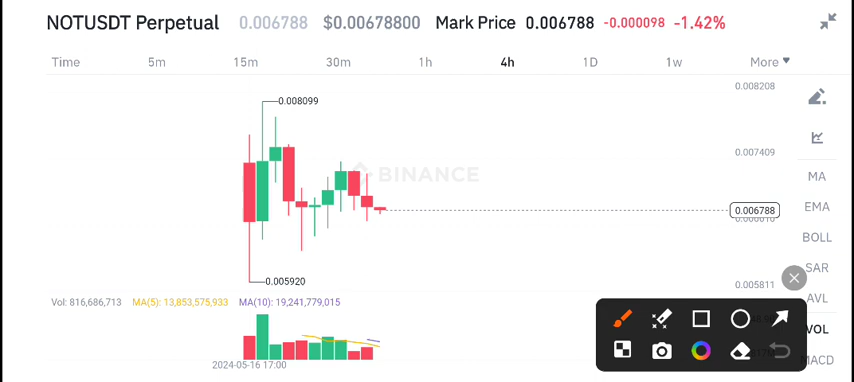 NOTUSDT Perpetual 0.006788 $0.00678800 Mark Price 0.006788 -0.000098 -1.42%
Time 5m 15m 30m 1h 4h 1D 1w More
0.008208
0.008099
0.007409
BINANCE
MA
EMA
0.006788
BOLL
SAR
0.005920
0.005811
AVL
Vol: 816,686,713 MA(5): 13,853,575,933 MA(10): 19,241,779,015
VOL
MACD
2024-05-16 17:00